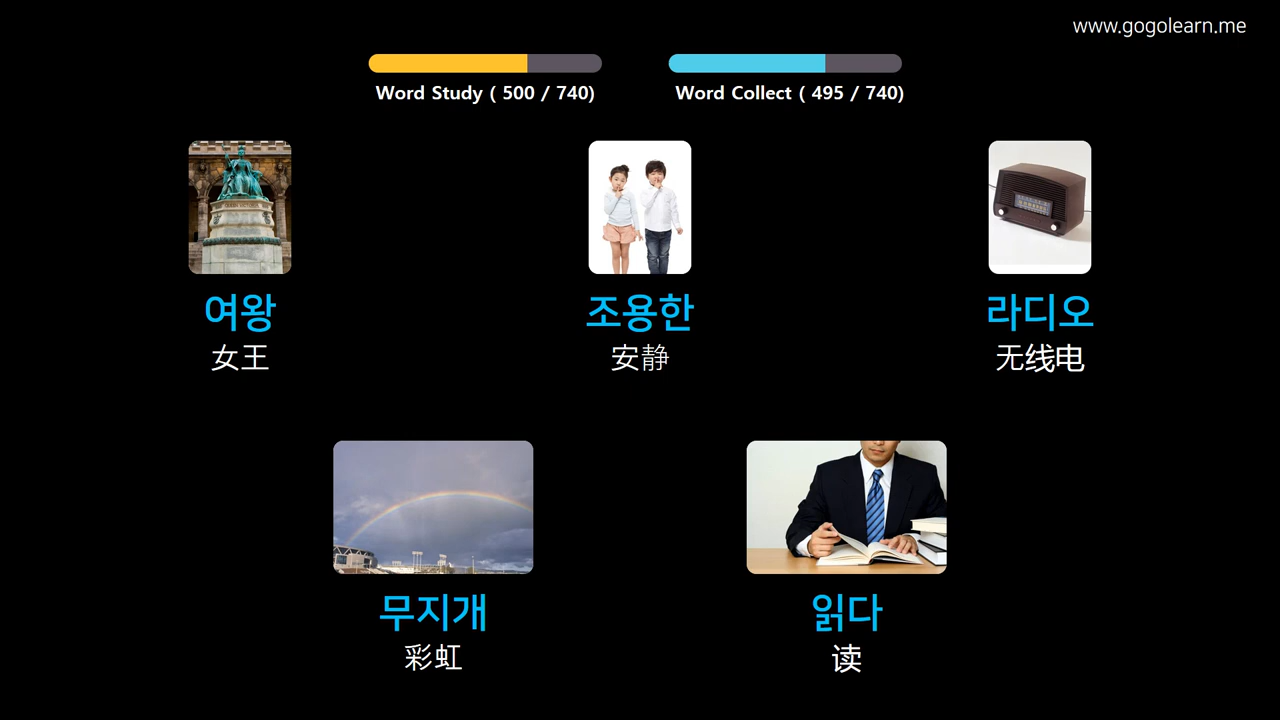 www.gogolearn.me
Word Study ( 500 / 740)
Word Collect ( 495 / 740)
여왕
女王
조용한
安静
라디오
无线电
무지개
彩虹
읽다
读